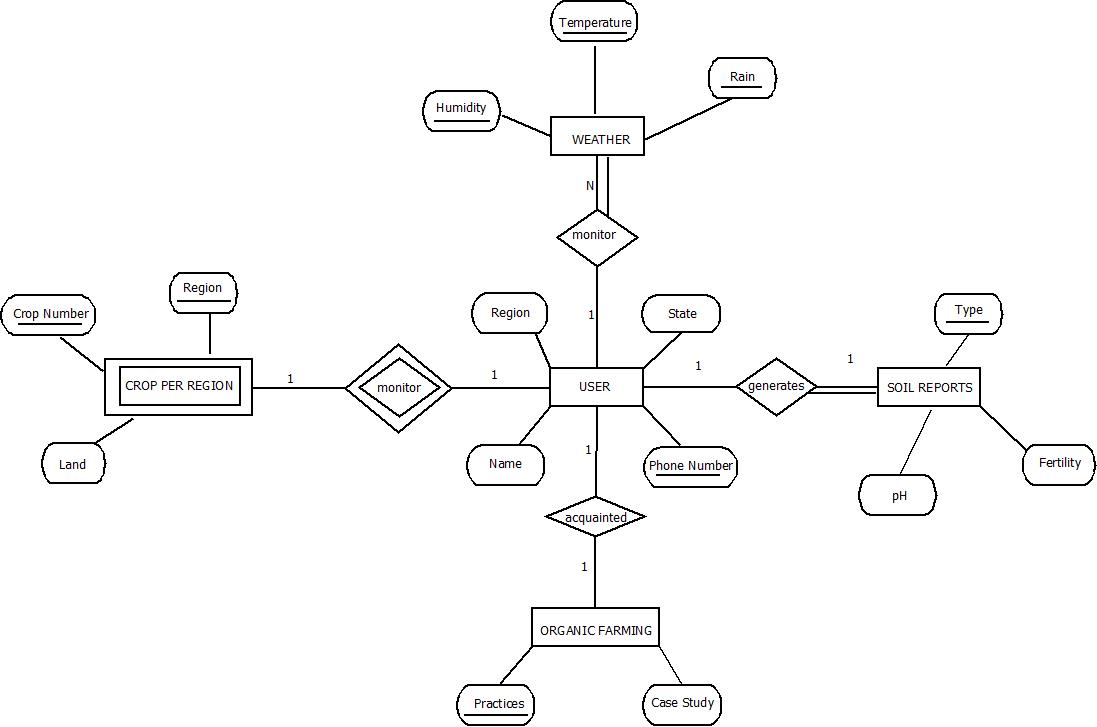 Temperature
Rain
Humidity
WEATHER
N
monitor
Region
Crop Number
Region
State
Type
1
1
1
1
1
CROP PER REGION
monitor
USER
generates
SOIL REPORTS
Land
Name
Phone Number
Fertility
1
pH
acquainted
1
ORGANIC FARMING
Practices
Case Study